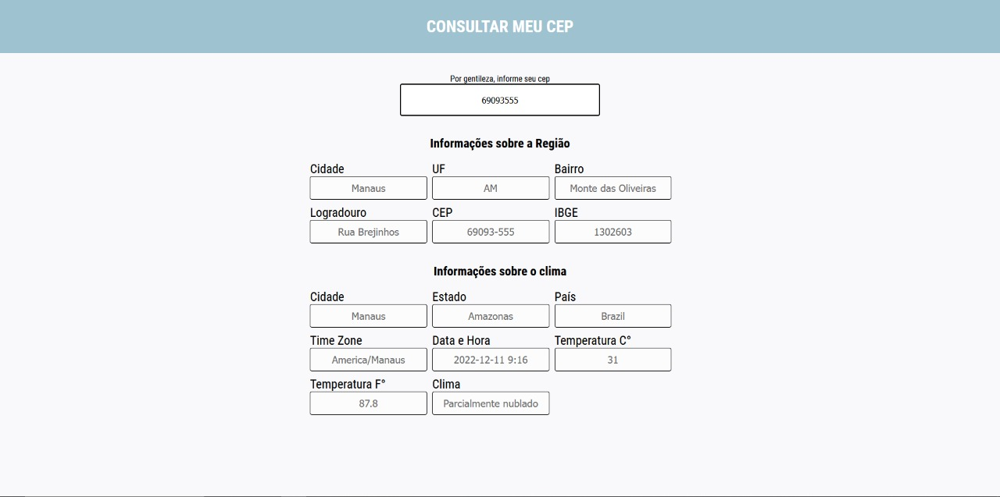 CONSULTAR MEU CEP
Por gentileza, informe seu cep
69093555
Informações sobre a Região
Cidade UF Bairro
Manaus AM Monte das Oliveiras
Logradouro CEP IBGE
Rua Brejinhos 69093-555 1302603
Informações sobre o clima
Cidade Estado País
Manaus Amazonas Brazil
Time Zone Data e Hora Temperatura C°
America/Manaus 2022-12-11 9:16 31
Temperatura F° Clima
87.8 Parcialmente nublado